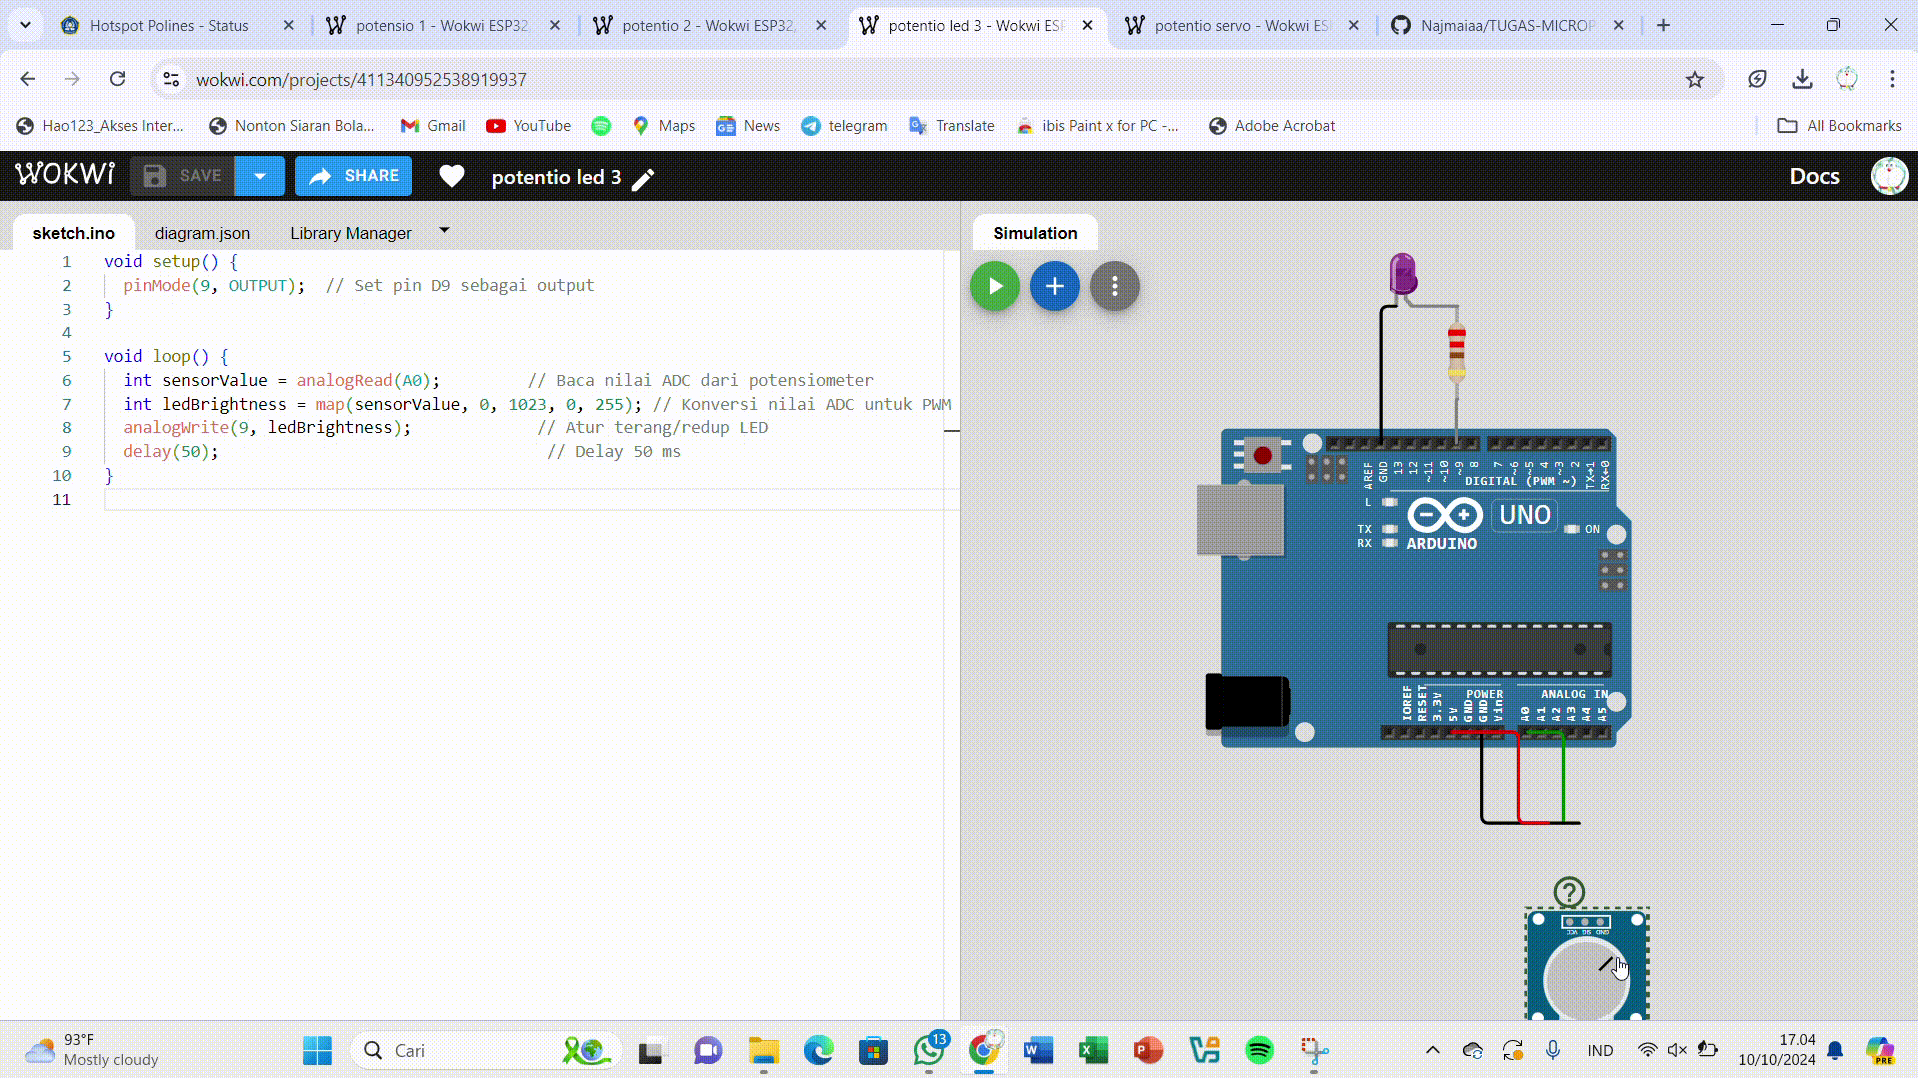 Hotspot Polines - Status
potensio 1 - Wokwi ESP32,
potentio 2 - Wokwi ESP32,
potentio led 3 - Wokwi ESP
potentio servo - Wokwi ESP
Najmaiaa/TUGAS-MICROP
wokwi.com/projects/411340952538919937
Hao123_Akses Inter...
Nonton Siaran Bola...
Gmail
YouTube
Maps
News
telegram
Translate
ibis Paint x for PC -...
Adobe Acrobat
All Bookmarks
WOKWi
SAVE
SHARE
potentio led 3
Docs
sketch.ino
diagram.json
Library Manager
Simulation
1 void setup() {
2 pinMode(9, OUTPUT); // Set pin D9 sebagai output
3 }
4
5 void loop() {
6 int sensorValue = analogRead(A0); // Baca nilai ADC dari potensiometer
7 int ledBrightness = map(sensorValue, 0, 1023, 0, 255); // Konversi nilai ADC untuk PWM
8 analogWrite(9, ledBrightness); // Atur terang/redup LED
9 delay(50); // Delay 50 ms
10 }
11
AREF
GND
13
12
~11
~10
~9
8
7
~6
~5
4
~3
2
TX→1
RX←0
DIGITAL (PWM ~)
L
TX
RX
UNO
ON
ARDUINO
IOREF
RESET
3.3V
5V
GND
GND
Vin
POWER
ANALOG IN
A0
A1
A2
A3
A4
A5
?
VCC
SIG
GND
93°F
Mostly cloudy
Cari
13
IND
17.04
10/10/2024
PRE